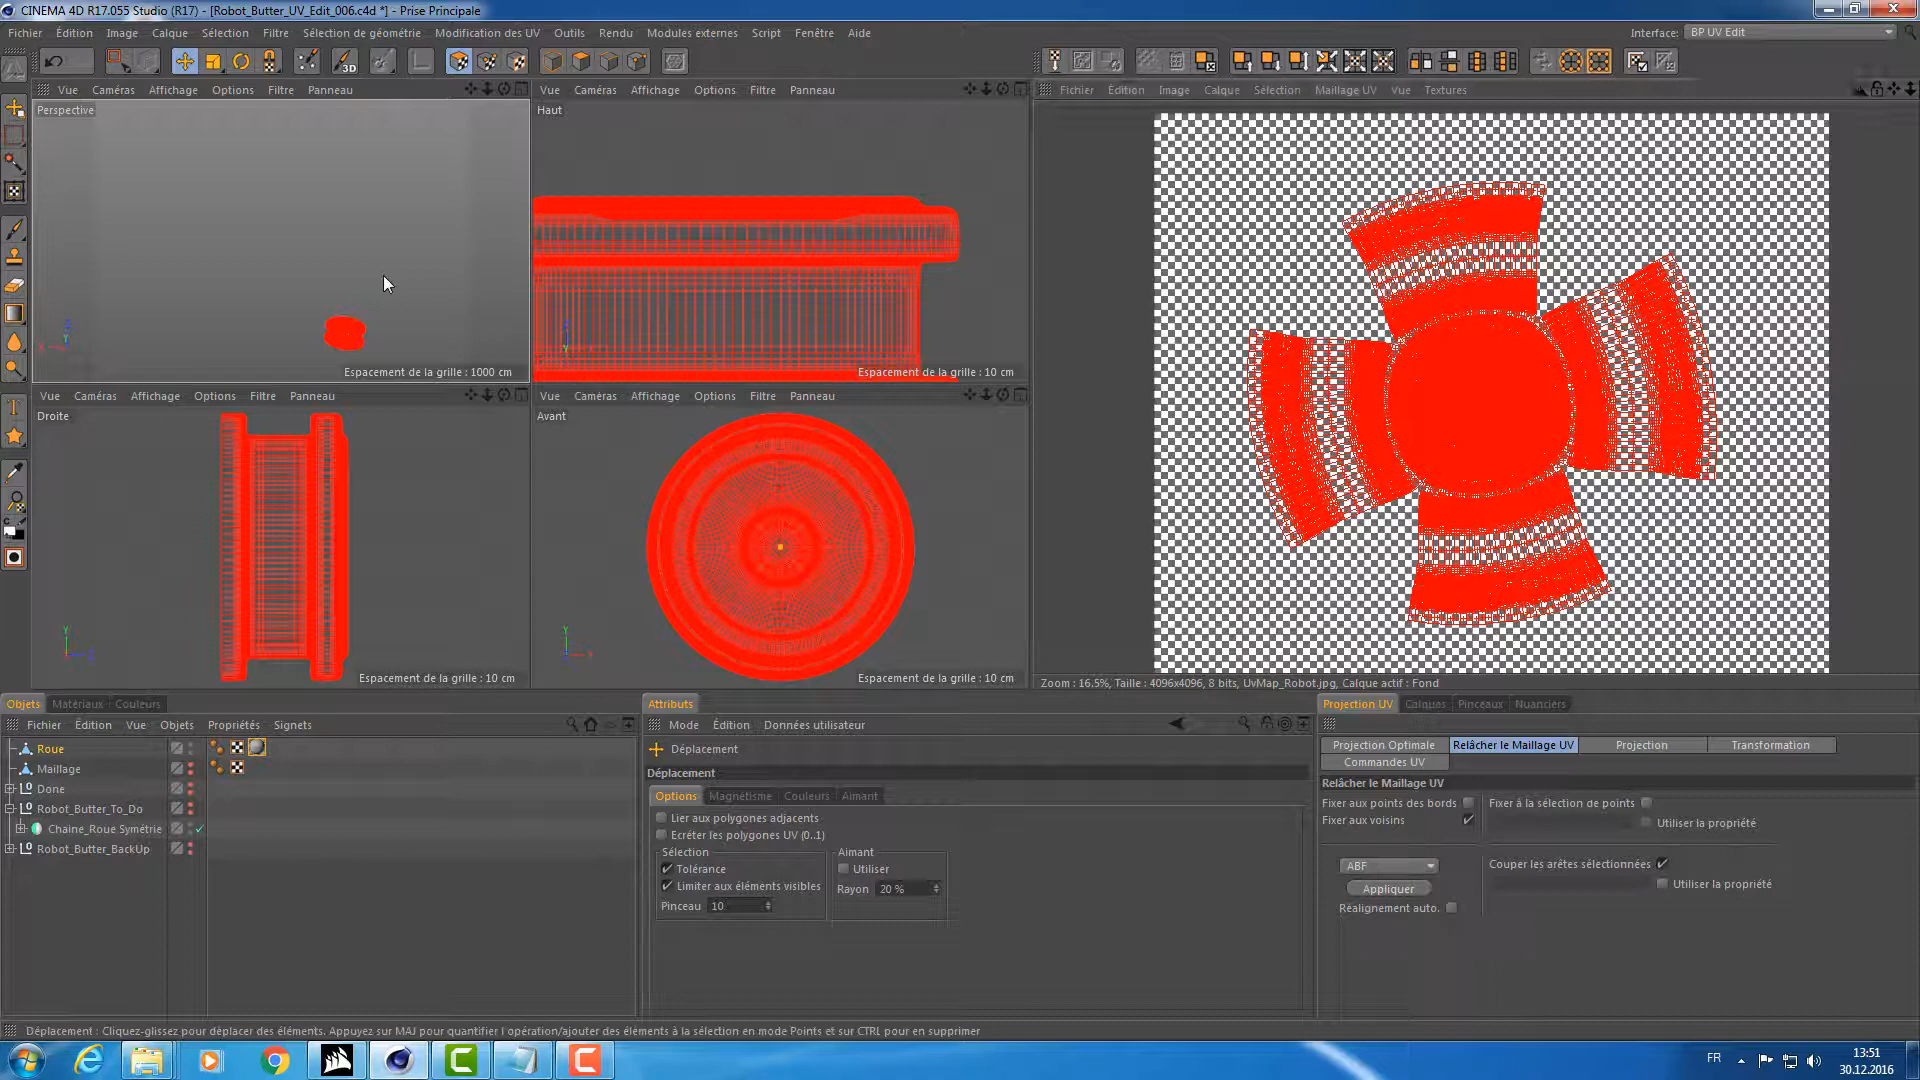 CINEMA 4D R17.055 Studio (R17) - [Robot_Butter_UV_Edit_006.c4d *] - Prise Principale
Fichier Édition Image Calque Sélection Filtre Sélection de géométrie Modification des UV Outils Rendu Modules externes Script Fenêtre Aide Interface: BP UV Edit
3D
Vue Caméras Affichage Options Filtre Panneau
Vue Caméras Affichage Options Filtre Panneau
Fichier Édition Image Calque Sélection Maillage UV Vue Textures
Perspective
Haut
Espacement de la grille : 1000 cm
Espacement de la grille : 10 cm
Vue Caméras Affichage Options Filtre Panneau
Vue Caméras Affichage Options Filtre Panneau
Droite
Avant
Espacement de la grille : 10 cm
Espacement de la grille : 10 cm
Zoom : 16.5%, Taille : 4096x4096, 8 bits, UvMap_Robot.jpg, Calque actif : Fond
Objets Matériaux Couleurs
Attributs
Projection UV Calques Pinceaux Nuanciers
Fichier Édition Vue Objets Propriétés Signets
Mode Édition Données utilisateur
Roue
Maillage
Done
Robot_Butter_To_Do
Chaine_Roue Symétrie
Robot_Butter_BackUp
Déplacement
Déplacement
Options Magnétisme Couleurs Aimant
Lier aux polygones adjacents
Ecréter les polygones UV (0..1)
Sélection Aimant
Tolérance Utiliser
Limiter aux éléments visibles Rayon 20 %
Pinceau 10
Projection Optimale Relâcher le Maillage UV Projection Transformation
Commandes UV
Relâcher le Maillage UV
Fixer aux points des bords Fixer à la sélection de points
Fixer aux voisins Utiliser la propriété
ABF Couper les arêtes sélectionnées
Appliquer Utiliser la propriété
Réalignement auto.
Déplacement : Cliquez-glissez pour déplacer des éléments. Appuyez sur MAJ pour quantifier l'opération/ajouter des éléments à la sélection en mode Points et sur CTRL pour en supprimer
FR
13:51
30.12.2016